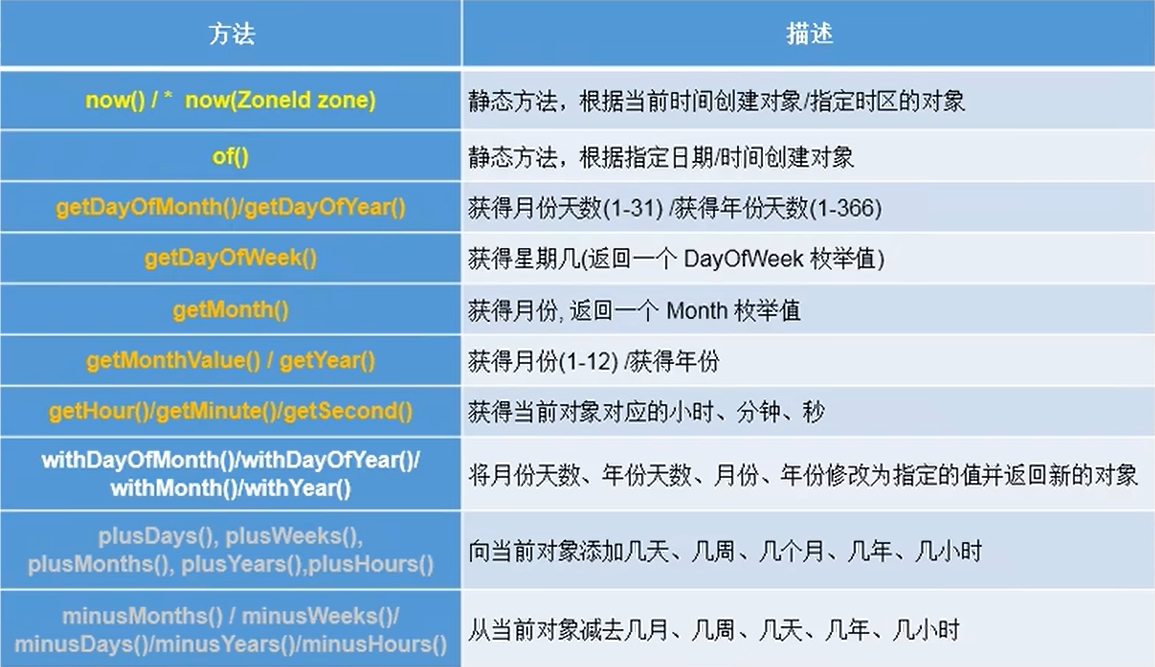 方法
描述
now() / * now(ZoneId zone)
静态方法，根据当前时间创建对象/指定时区的对象
of()
静态方法，根据指定日期/时间创建对象
getDayOfMonth()/getDayOfYear()
获得月份天数(1-31) /获得年份天数(1-366)
getDayOfWeek()
获得星期几(返回一个 DayOfWeek 枚举值)
getMonth()
获得月份, 返回一个 Month 枚举值
getMonthValue() / getYear()
获得月份(1-12) /获得年份
getHour()/getMinute()/getSecond()
获得当前对象对应的小时、分钟、秒
withDayOfMonth()/withDayOfYear()/
withMonth()/withYear()
将月份天数、年份天数、月份、年份修改为指定的值并返回新的对象
plusDays(), plusWeeks(),
plusMonths(), plusYears(),plusHours()
向当前对象添加几天、几周、几个月、几年、几小时
minusMonths() / minusWeeks()/
minusDays()/minusYears()/minusHours()
从当前对象减去几月、几周、几天、几年、几小时